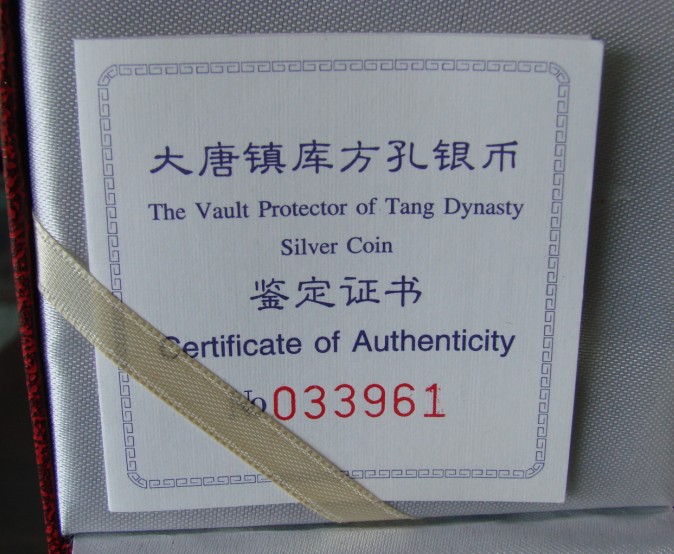 大唐镇库方孔银币
The Vault Protector of Tang Dynasty
Silver Coin
鉴定证书
Certificate of Authenticity
No 033961